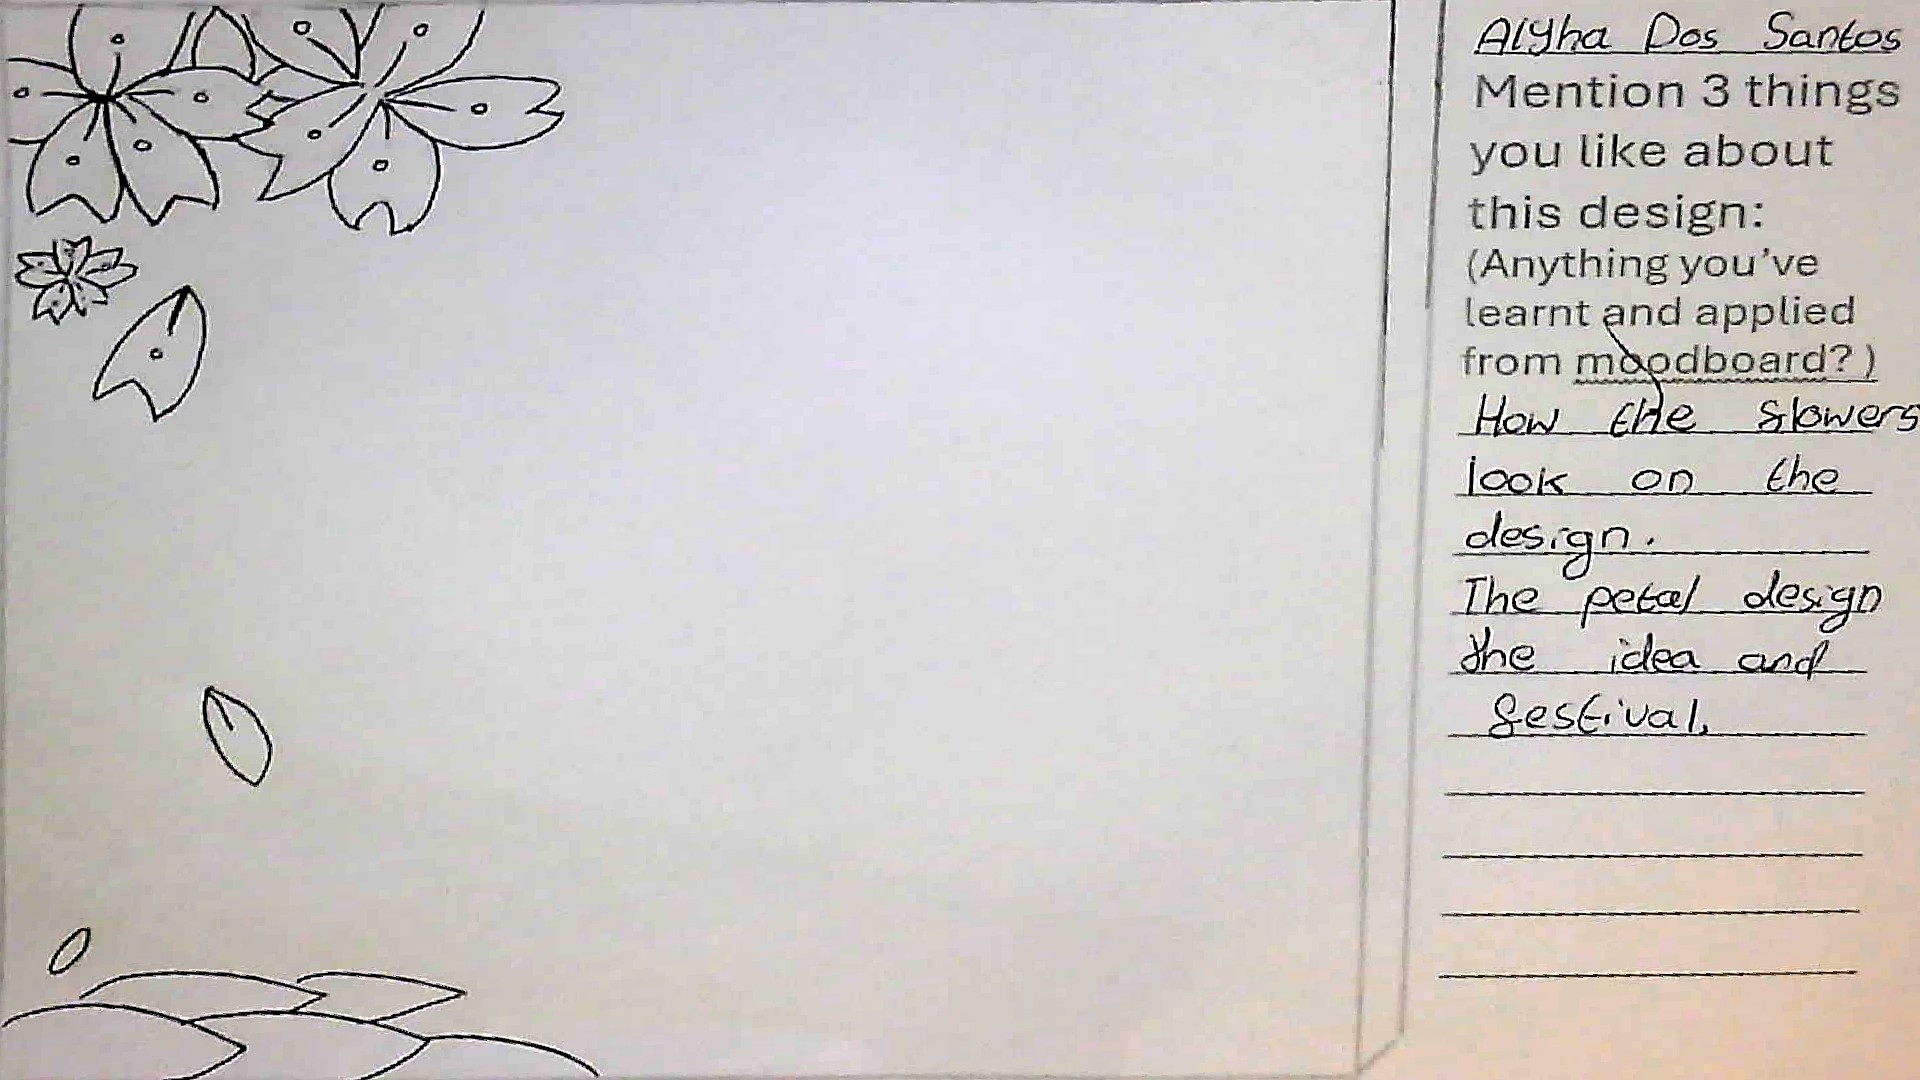 Alyha Dos Santos
Mention 3 things
you like about
this design:
(Anything you've
learnt and applied
from moodboard? )
How the flowers
look on the
design.
The petal design
the idea and
festival.